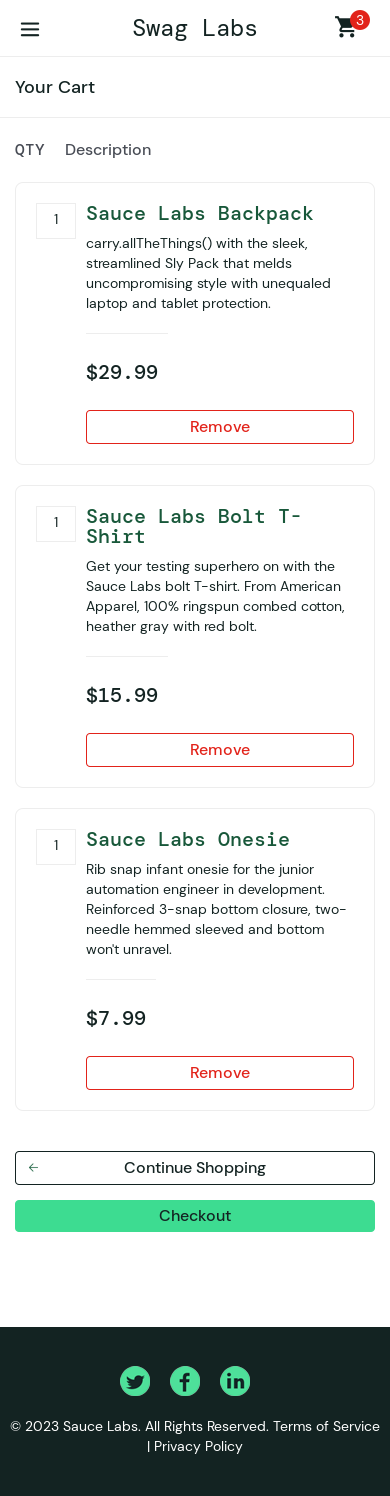 Swag Labs
3
Your Cart
QTY Description
1
Sauce Labs Backpack
carry.allTheThings() with the sleek,
streamlined Sly Pack that melds
uncompromising style with unequaled
laptop and tablet protection.
$29.99
Remove
1
Sauce Labs Bolt T-
Shirt
Get your testing superhero on with the
Sauce Labs bolt T-shirt. From American
Apparel, 100% ringspun combed cotton,
heather gray with red bolt.
$15.99
Remove
1
Sauce Labs Onesie
Rib snap infant onesie for the junior
automation engineer in development.
Reinforced 3-snap bottom closure, two-
needle hemmed sleeved and bottom
won't unravel.
$7.99
Remove
Continue Shopping
Checkout
© 2023 Sauce Labs. All Rights Reserved. Terms of Service
| Privacy Policy